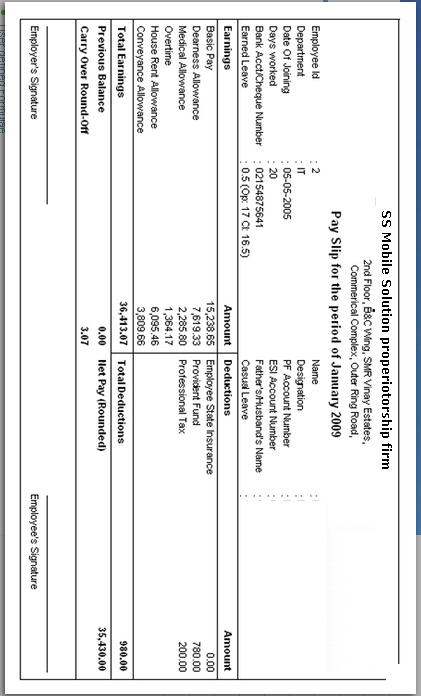 SS Mobile Solution properiotorship firm
2nd Floor, B&C Wing, SMR Vinay Estates,
Commerical Complex, Outer Ring Road,
Pay Slip for the period of January 2009
Employee Id : 2 Name :
Department : IT Designation :
Date Of Joining : 05-05-2005 PF Account Number :
Days worked : 20 ESI Account Number :
Bank Acct/Cheque Number : 02154875641 Father's/Husband's Name :
Earned Leave : 0.5 (Op: 17 Cl: 16.5) Casual Leave :
Earnings Amount Deductions Amount
Basic Pay 15,238.65 Employee State Insurance 0.00
Dearness Allowance 7,619.33 Provident Fund 780.00
Medical Allowance 2,285.80 Professional Tax 200.00
Overtime 1,364.17
House Rent Allowance 6,095.46
Conveyance Allowance 3,809.66
Total Earnings 36,413.07 Total Deductions 980.00
Previous Balance 0.00 Net Pay (Rounded) 35,430.00
Carry Over Round-Off 3.07
Employer's Signature Employee's Signature